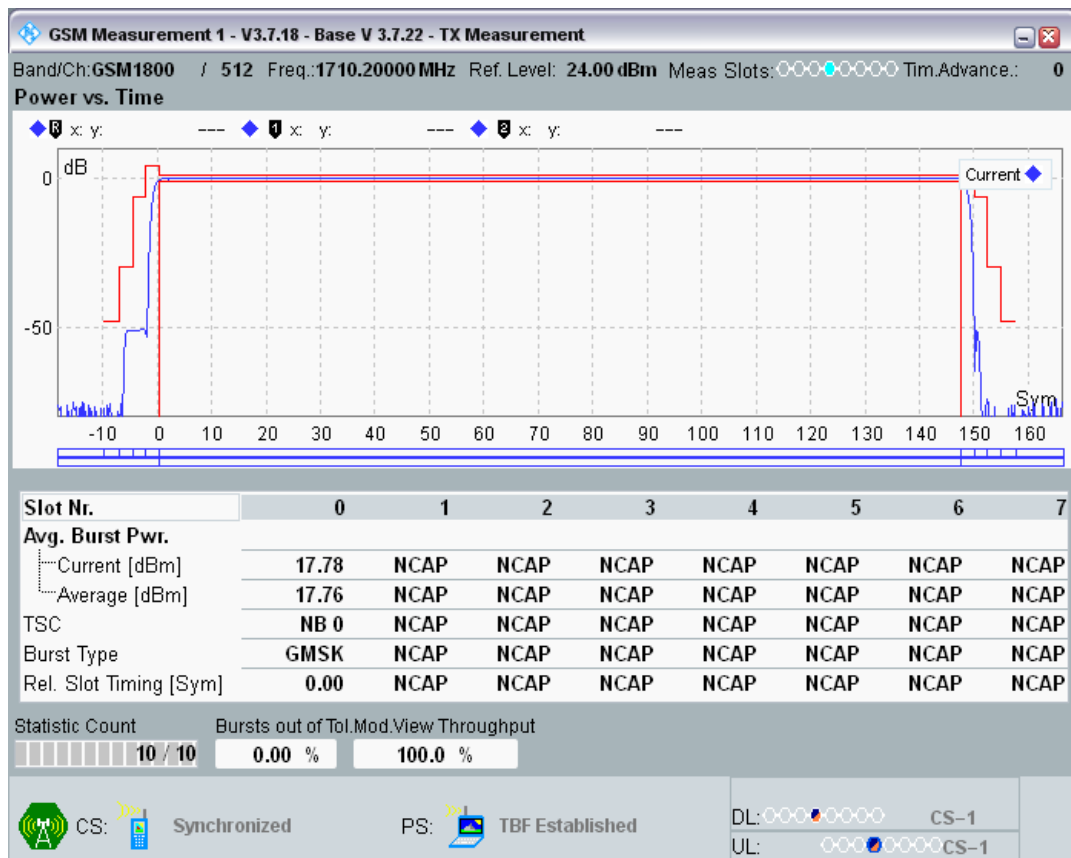 GSM Measurement 1 - V3.7.18 - Base V 3.7.22 - TX Measurement
Band/Ch:GSM1800 / 512 Freq.:1710.20000 MHz Ref. Level: 24.00 dBm Meas Slots: Tim.Advance.: 0
Power vs. Time
R x: y: --- 1 x: y: --- 2 x: y: ---
dB
Current
0
-50
Sym
-10 0 10 20 30 40 50 60 70 80 90 100 110 120 130 140 150 160
Slot Nr. 0 1 2 3 4 5 6 7
Avg. Burst Pwr.
Current [dBm] 17.78 NCAP NCAP NCAP NCAP NCAP NCAP NCAP
Average [dBm] 17.76 NCAP NCAP NCAP NCAP NCAP NCAP NCAP
TSC NB 0 NCAP NCAP NCAP NCAP NCAP NCAP NCAP
Burst Type GMSK NCAP NCAP NCAP NCAP NCAP NCAP NCAP
Rel. Slot Timing [Sym] 0.00 NCAP NCAP NCAP NCAP NCAP NCAP NCAP
Statistic Count Bursts out of Tol.Mod.View Throughput
10 / 10 0.00 % 100.0 %
CS: Synchronized PS: TBF Established
DL: CS-1
UL: CS-1